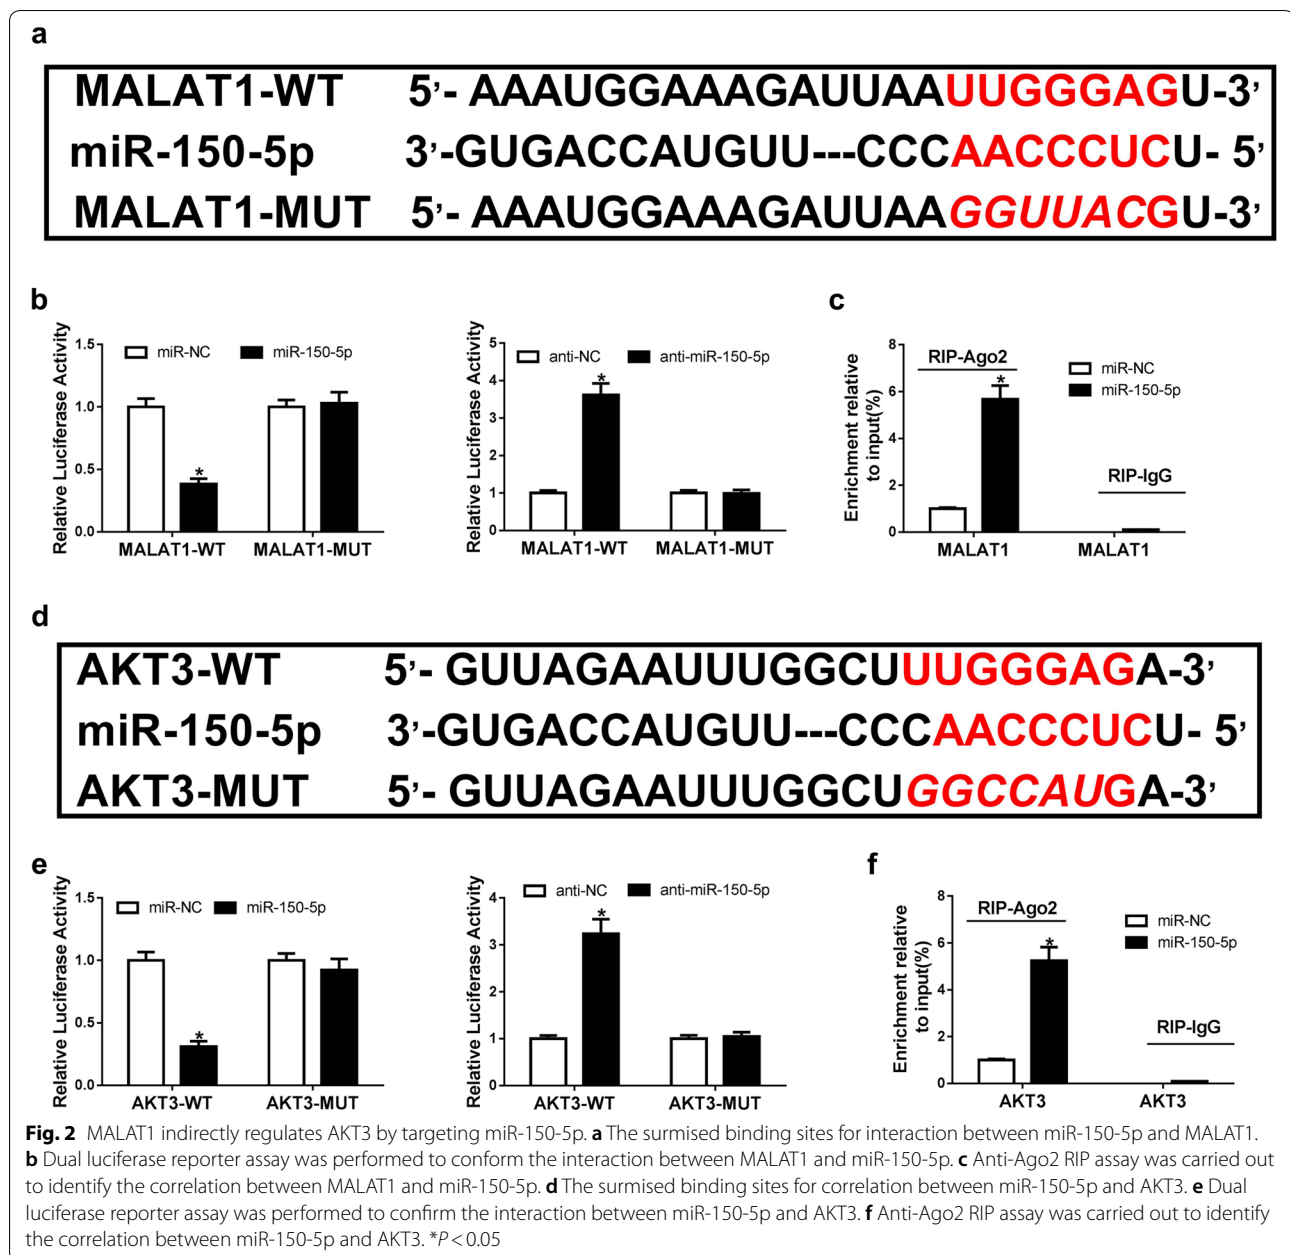 a
MALAT1-WT 5’- AAAUGGAAAGAUUAAUUGGGAGU-3’
miR-150-5p 3’-GUGACCAUGUU---CCCAACCCUCU- 5’
MALAT1-MUT 5’- AAAUGGAAAGAUUAAGGUUACGU-3’
b
Relative Luciferase Activity
1.5
1.0
0.5
0.0
miR-NC miR-150-5p
*
MALAT1-WT MALAT1-MUT
Relative Luciferase Activity
5
4
3
2
1
0
anti-NC anti-miR-150-5p
*
MALAT1-WT MALAT1-MUT
c
Enrichment relative
to input(%)
8
6
4
2
0
RIP-Ago2
*
miR-NC
miR-150-5p
RIP-IgG
MALAT1 MALAT1
d
AKT3-WT 5’- GUUAGAAUUUGGCUUUGGGAGA-3’
miR-150-5p 3’-GUGACCAUGUU---CCCAACCCUCU- 5’
AKT3-MUT 5’- GUUAGAAUUUGGCUGGCCAUGA-3’
e
Relative Luciferase Activity
1.5
1.0
0.5
0.0
miR-NC miR-150-5p
*
AKT3-WT AKT3-MUT
Relative Luciferase Activity
4
3
2
1
0
anti-NC anti-miR-150-5p
*
AKT3-WT AKT3-MUT
f
Enrichment relative
to input(%)
8
6
4
2
0
RIP-Ago2
*
miR-NC
miR-150-5p
RIP-IgG
AKT3 AKT3
Fig. 2 MALAT1 indirectly regulates AKT3 by targeting miR-150-5p. a The surmised binding sites for interaction between miR-150-5p and MALAT1.
b Dual luciferase reporter assay was performed to conform the interaction between MALAT1 and miR-150-5p. c Anti-Ago2 RIP assay was carried out
to identify the correlation between MALAT1 and miR-150-5p. d The surmised binding sites for correlation between miR-150-5p and AKT3. e Dual
luciferase reporter assay was performed to confirm the interaction between miR-150-5p and AKT3. f Anti-Ago2 RIP assay was carried out to identify
the correlation between miR-150-5p and AKT3. *P < 0.05